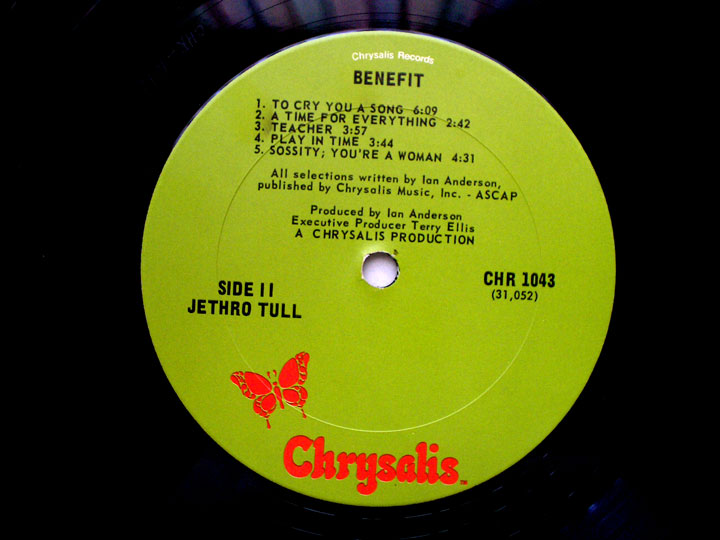 Chrysalis Records
BENEFIT
1. TO CRY YOU A SONG 6:09
2. A TIME FOR EVERYTHING 2:42
3. TEACHER 3:57
4. PLAY IN TIME 3:44
5. SOSSITY; YOU'RE A WOMAN 4:31
All selections written by Ian Anderson,
published by Chrysalis Music, Inc. - ASCAP
Produced by Ian Anderson
Executive Producer Terry Ellis
A CHRYSALIS PRODUCTION
SIDE II
JETHRO TULL
CHR 1043
(31,052)
Chrysalis™